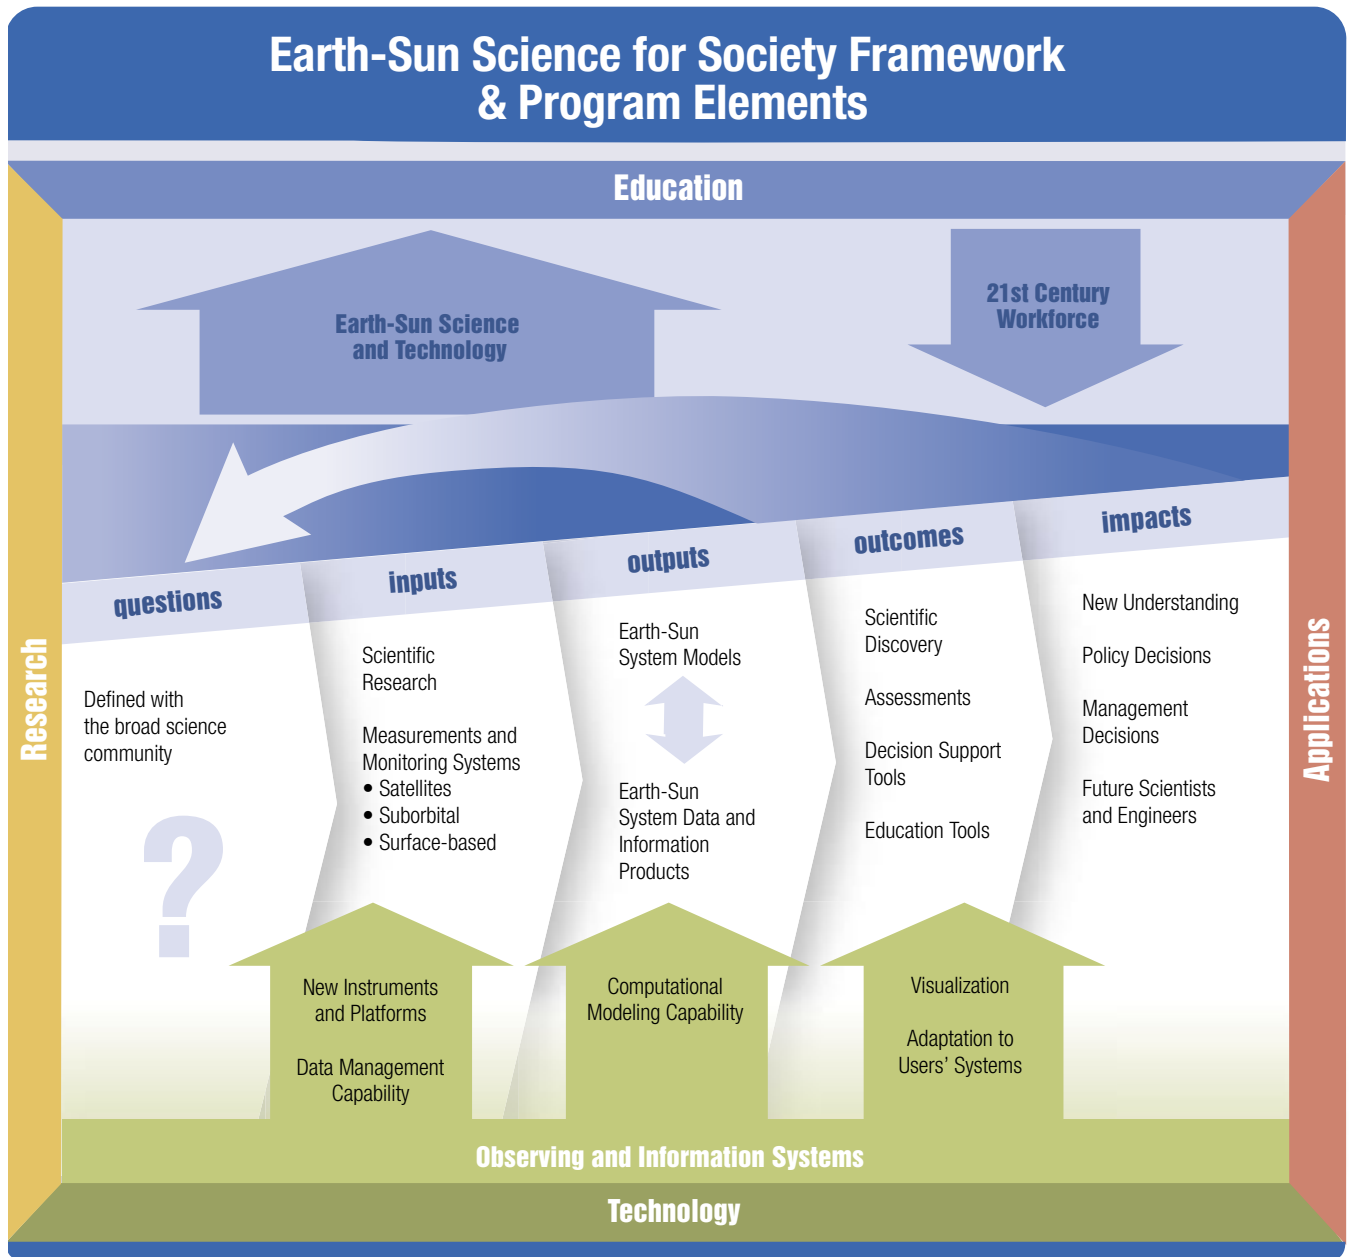 Earth-Sun Science for Society Framework
& Program Elements
Education
Earth-Sun Science
and Technology
21st Century
Workforce
Research
Applications
questions
Defined with
the broad science
community
?
inputs
Scientific
Research
Measurements and
Monitoring Systems
• Satellites
• Suborbital
• Surface-based
outputs
Earth-Sun
System Models
Earth-Sun
System Data and
Information
Products
outcomes
Scientific
Discovery
Assessments
Decision Support
Tools
Education Tools
impacts
New Understanding
Policy Decisions
Management
Decisions
Future Scientists
and Engineers
New Instruments
and Platforms
Data Management
Capability
Computational
Modeling Capability
Visualization
Adaptation to
Users’ Systems
Observing and Information Systems
Technology